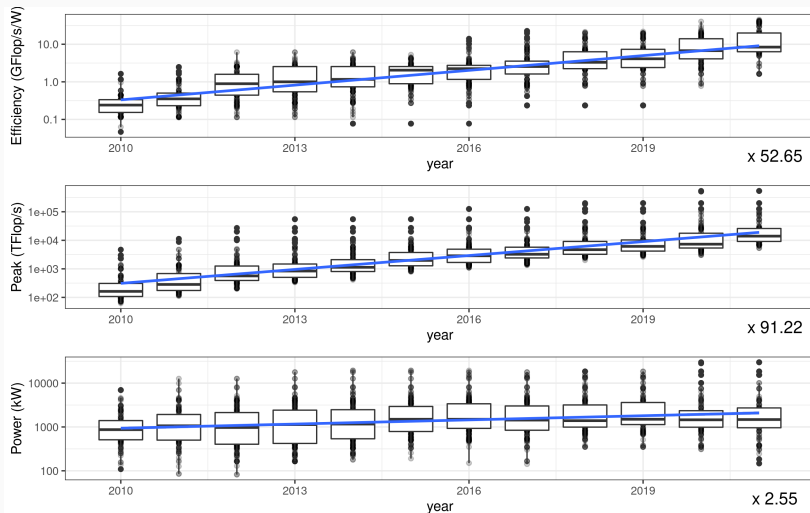 Efficiency (GFlop/s/W)
10.0
1.0
0.1
2010 2013 2016 2019
year
x 52.65
Peak (TFlop/s)
1e+05
1e+04
1e+03
1e+02
2010 2013 2016 2019
year
x 91.22
Power (kW)
10000
1000
100
2010 2013 2016 2019
year
x 2.55